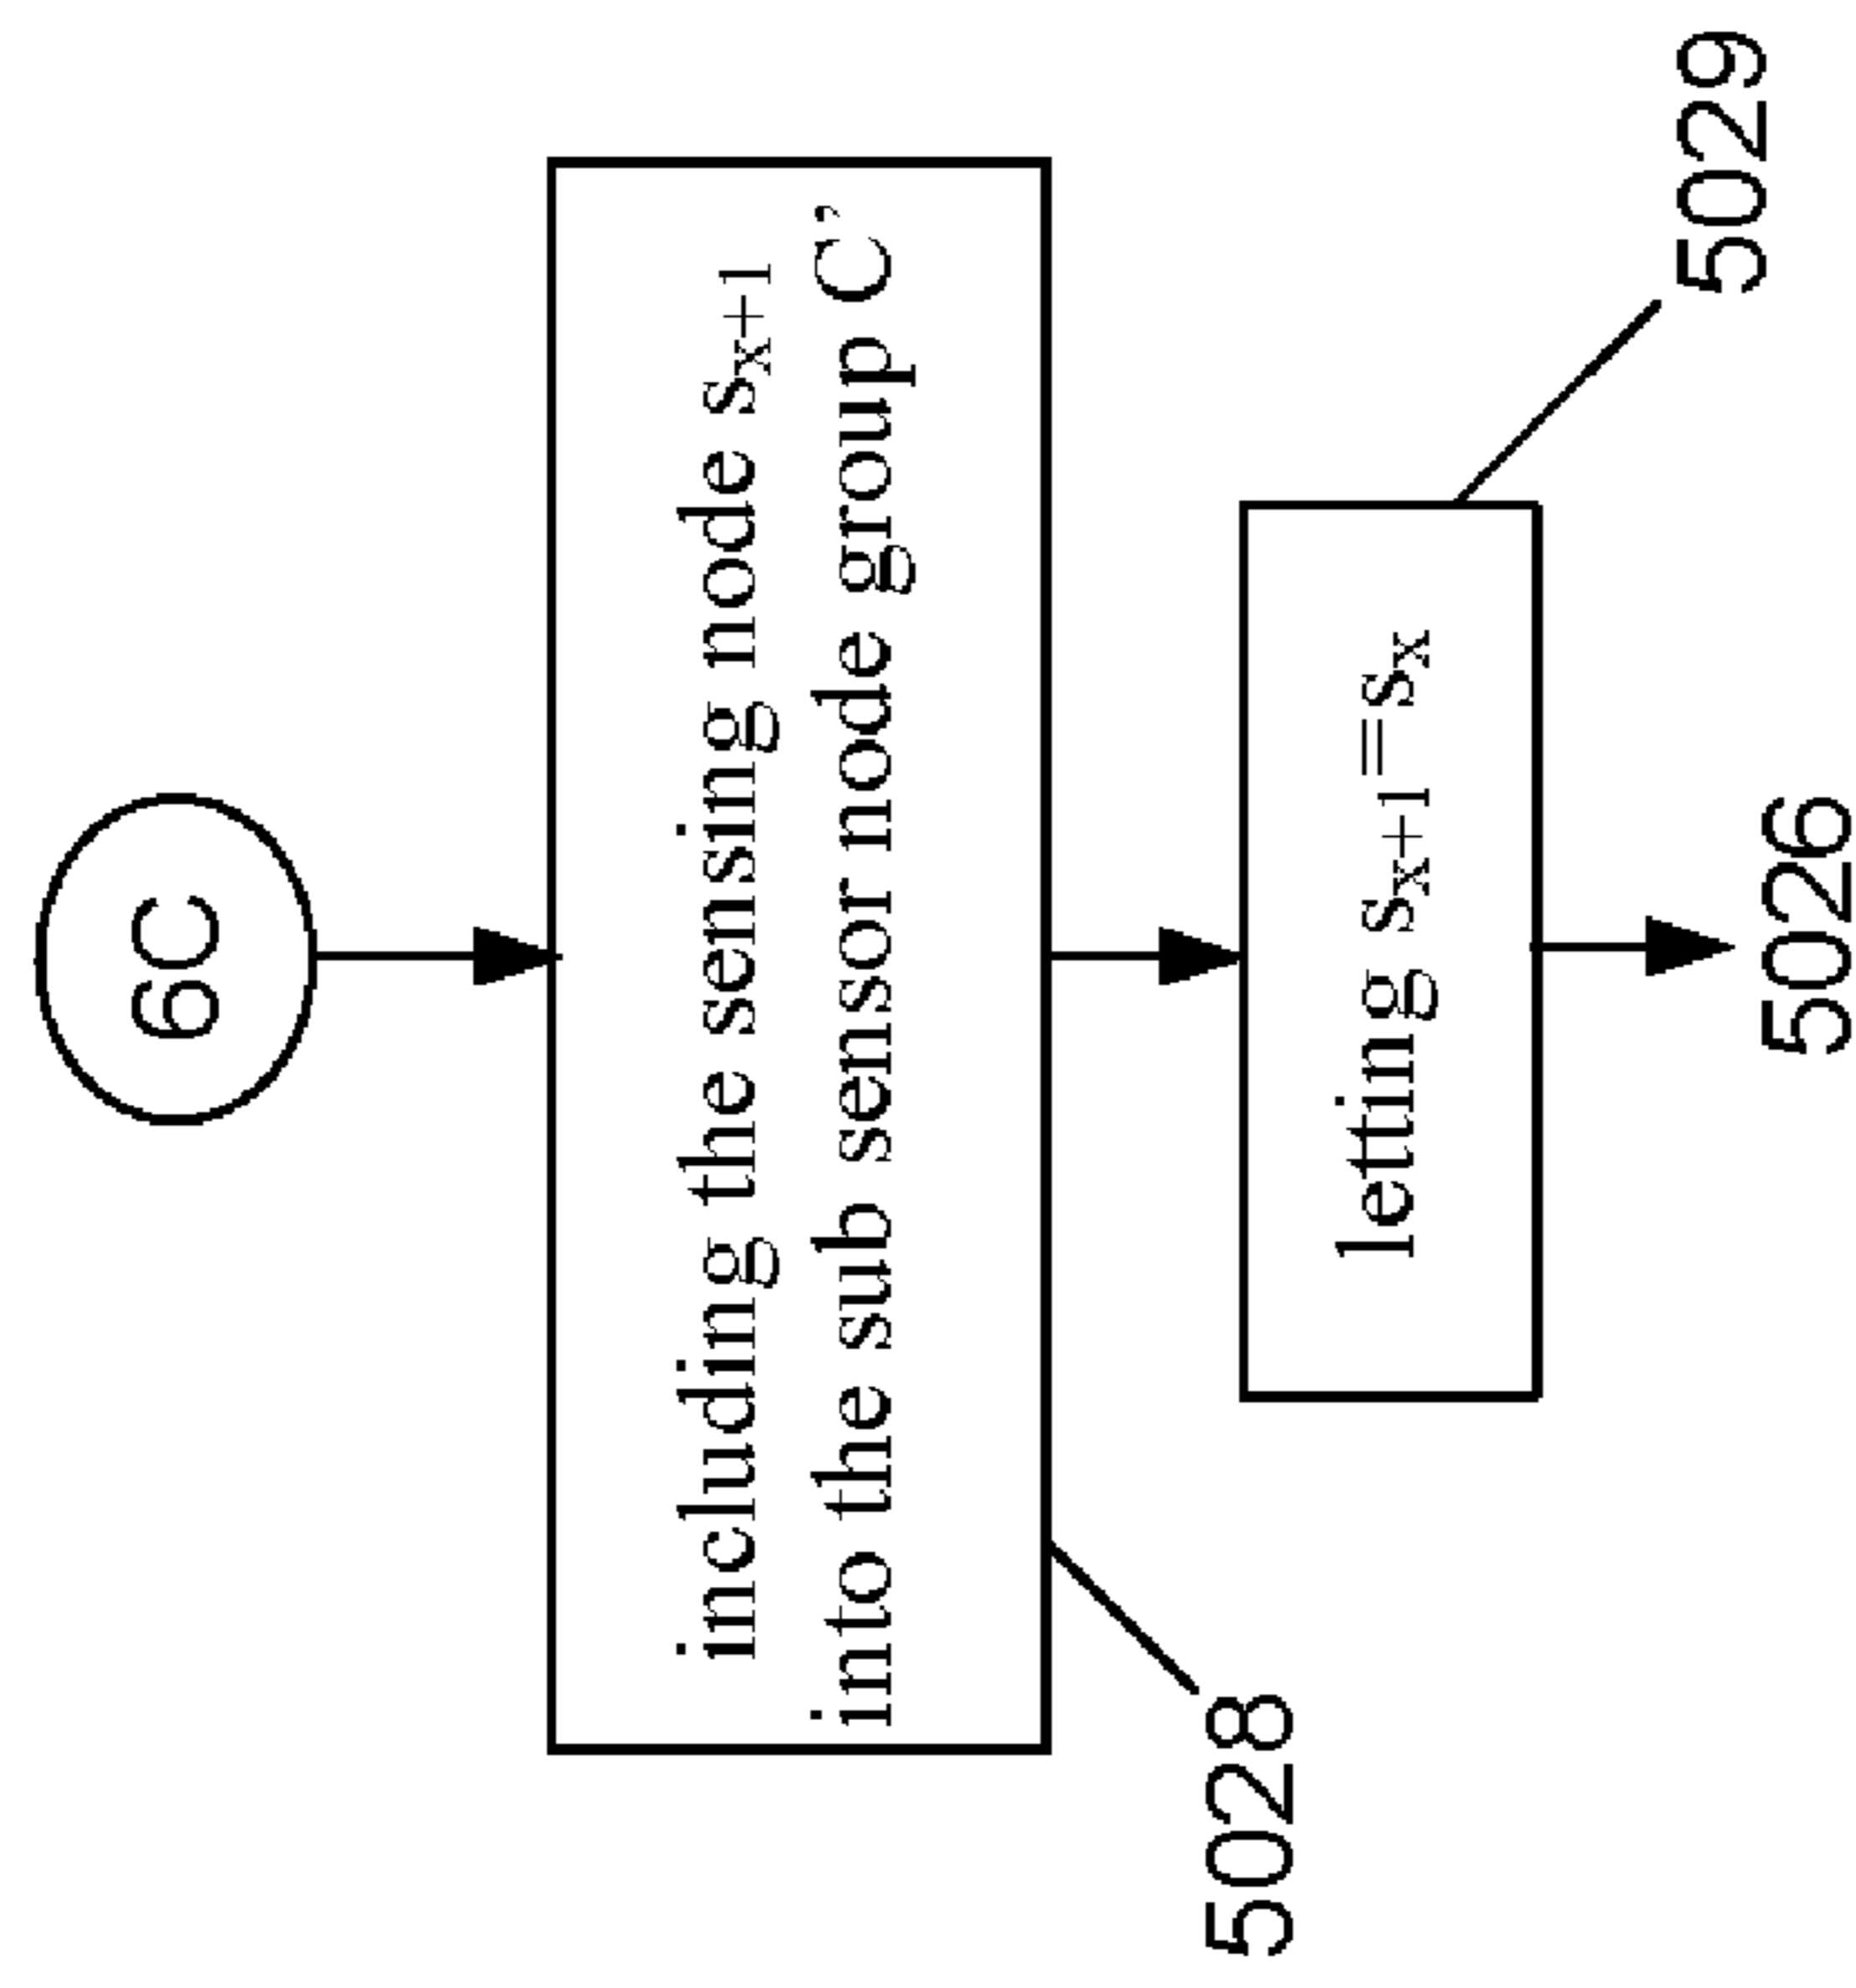 6C
including the sensing node sₓ₊₁
into the sub sensor node group C’
5028
letting sₓ₊₁=sₓ
5029
5026